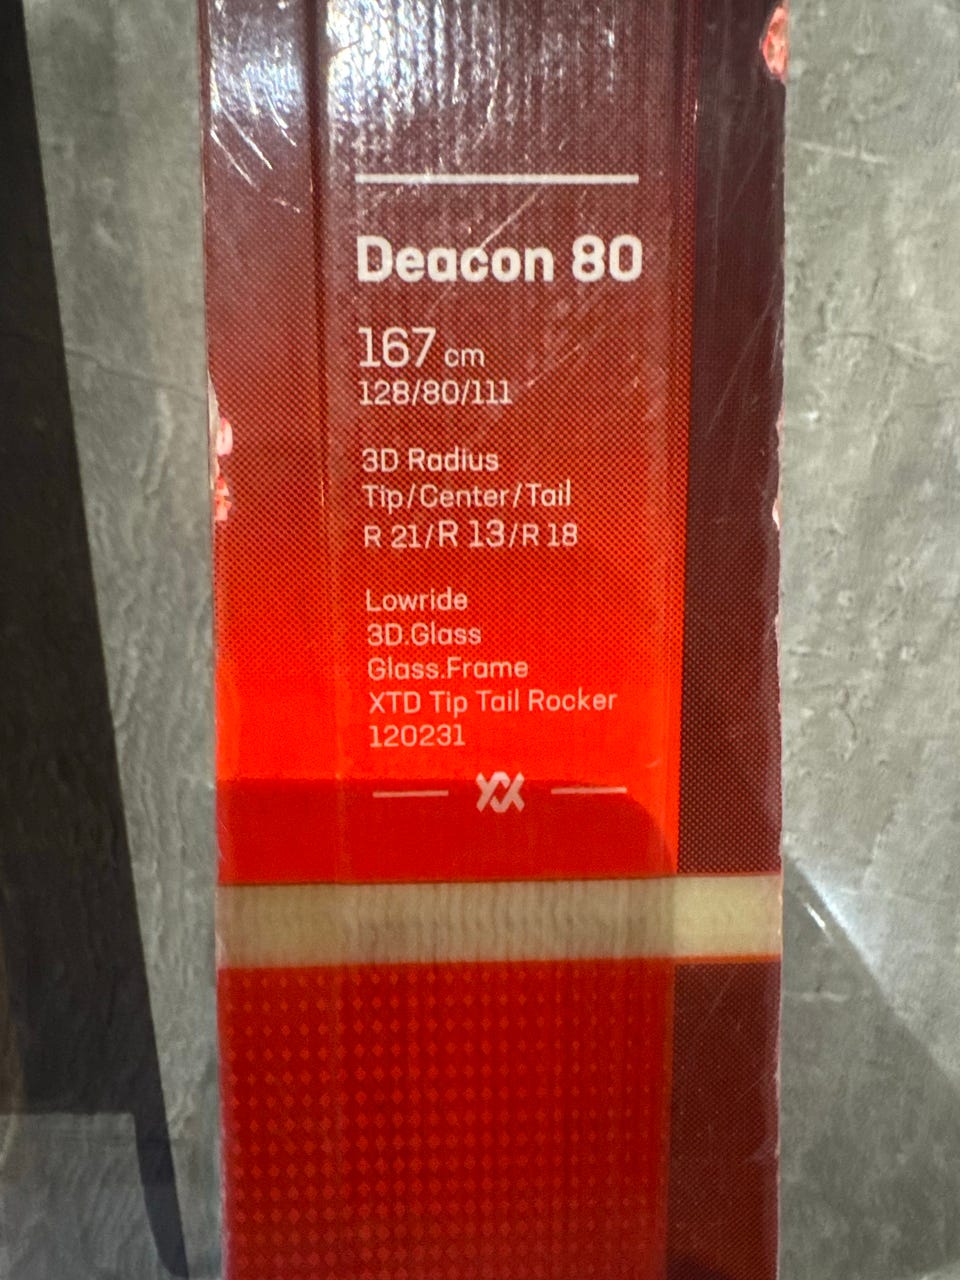 Deacon 80
167 cm
128/80/111
3D Radius
Tip/Center/Tail
R 21/R 13/R 18
Lowride
3D.Glass
Glass.Frame
XTD Tip Tail Rocker
120231